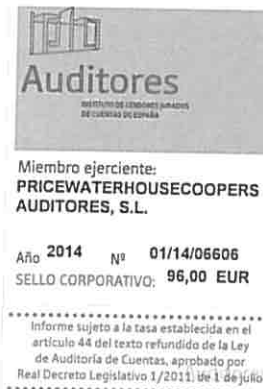 Auditores
INSTITUTO DE CENSORES JURADOS
DE CUENTAS DE ESPAÑA
Miembro ejerciente:
PRICEWATERHOUSECOOPERS
AUDITORES, S.L.
Año 2014 Nº 01/14/06606
SELLO CORPORATIVO: 96,00 EUR
Informe sujeto a la tasa establecida en el
artículo 44 del texto refundido de la Ley
de Auditoría de Cuentas, aprobado por
Real Decreto Legislativo 1/2011, de 1 de julio